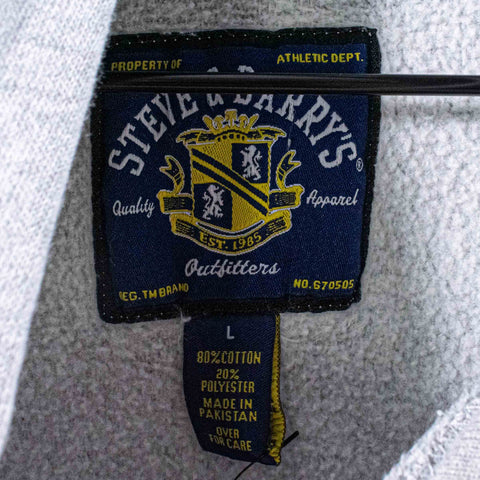 PROPERTY OF ATHLETIC DEPT.
STEVE & BARRY'S®
Quality Apparel
EST. 1985
Outfitters
REG. TM BRAND NO. 670505
L
80% COTTON
20%
POLYESTER
MADE IN
PAKISTAN
OVER
FOR CARE